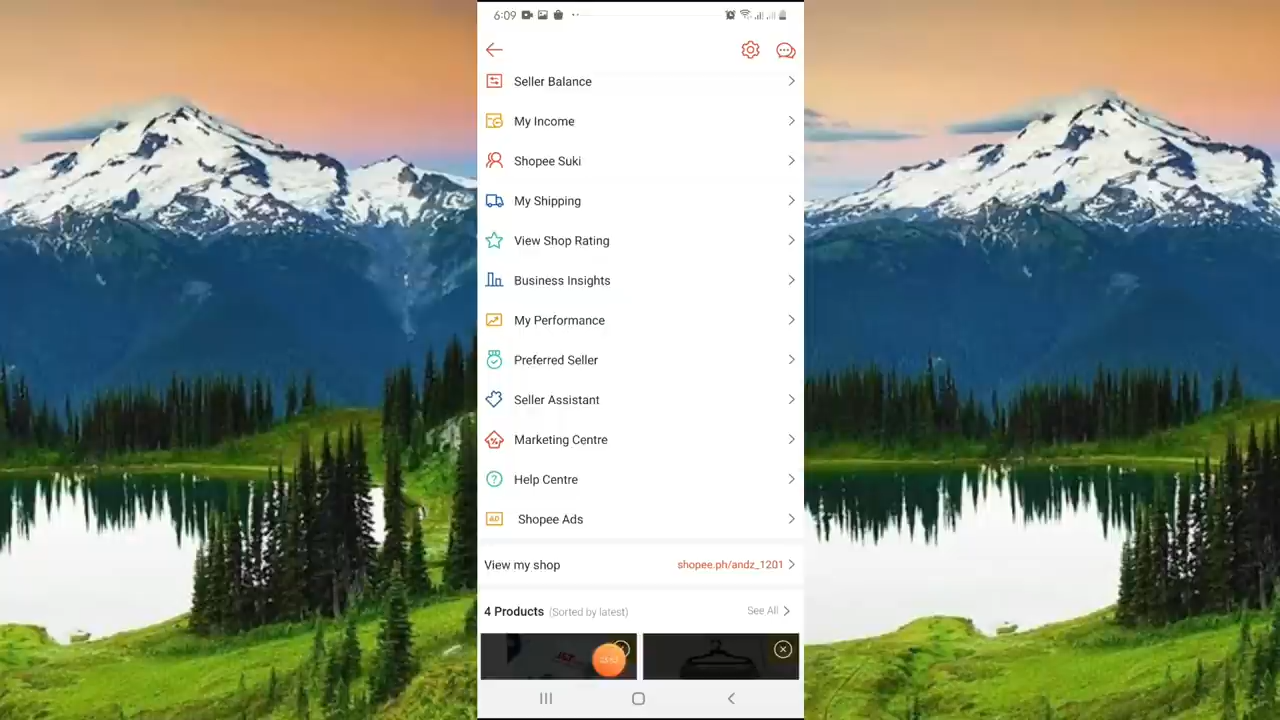 6:09
Seller Balance
My Income
Shopee Suki
My Shipping
View Shop Rating
Business Insights
My Performance
Preferred Seller
Seller Assistant
Marketing Centre
Help Centre
AD Shopee Ads
View my shop shopee.ph/andz_1201
4 Products (Sorted by latest) See All